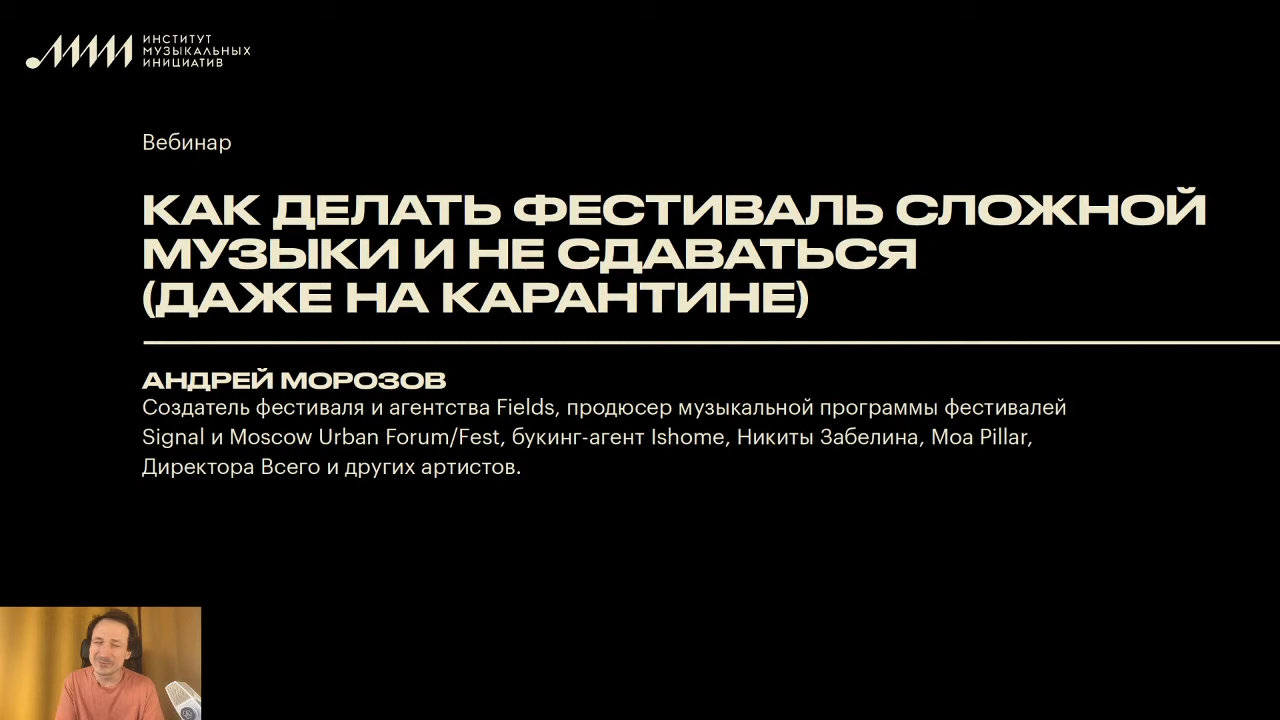 ИНСТИТУТ
МУЗЫКАЛЬНЫХ
ИНИЦИАТИВ
Вебинар
КАК ДЕЛАТЬ ФЕСТИВАЛЬ СЛОЖНОЙ
МУЗЫКИ И НЕ СДАВАТЬСЯ
(ДАЖЕ НА КАРАНТИНЕ)
АНДРЕЙ МОРОЗОВ
Создатель фестиваля и агентства Fields, продюсер музыкальной программы фестивалей
Signal и Moscow Urban Forum/Fest, букинг-агент Ishome, Никиты Забелина, Moa Pillar,
Директора Всего и других артистов.